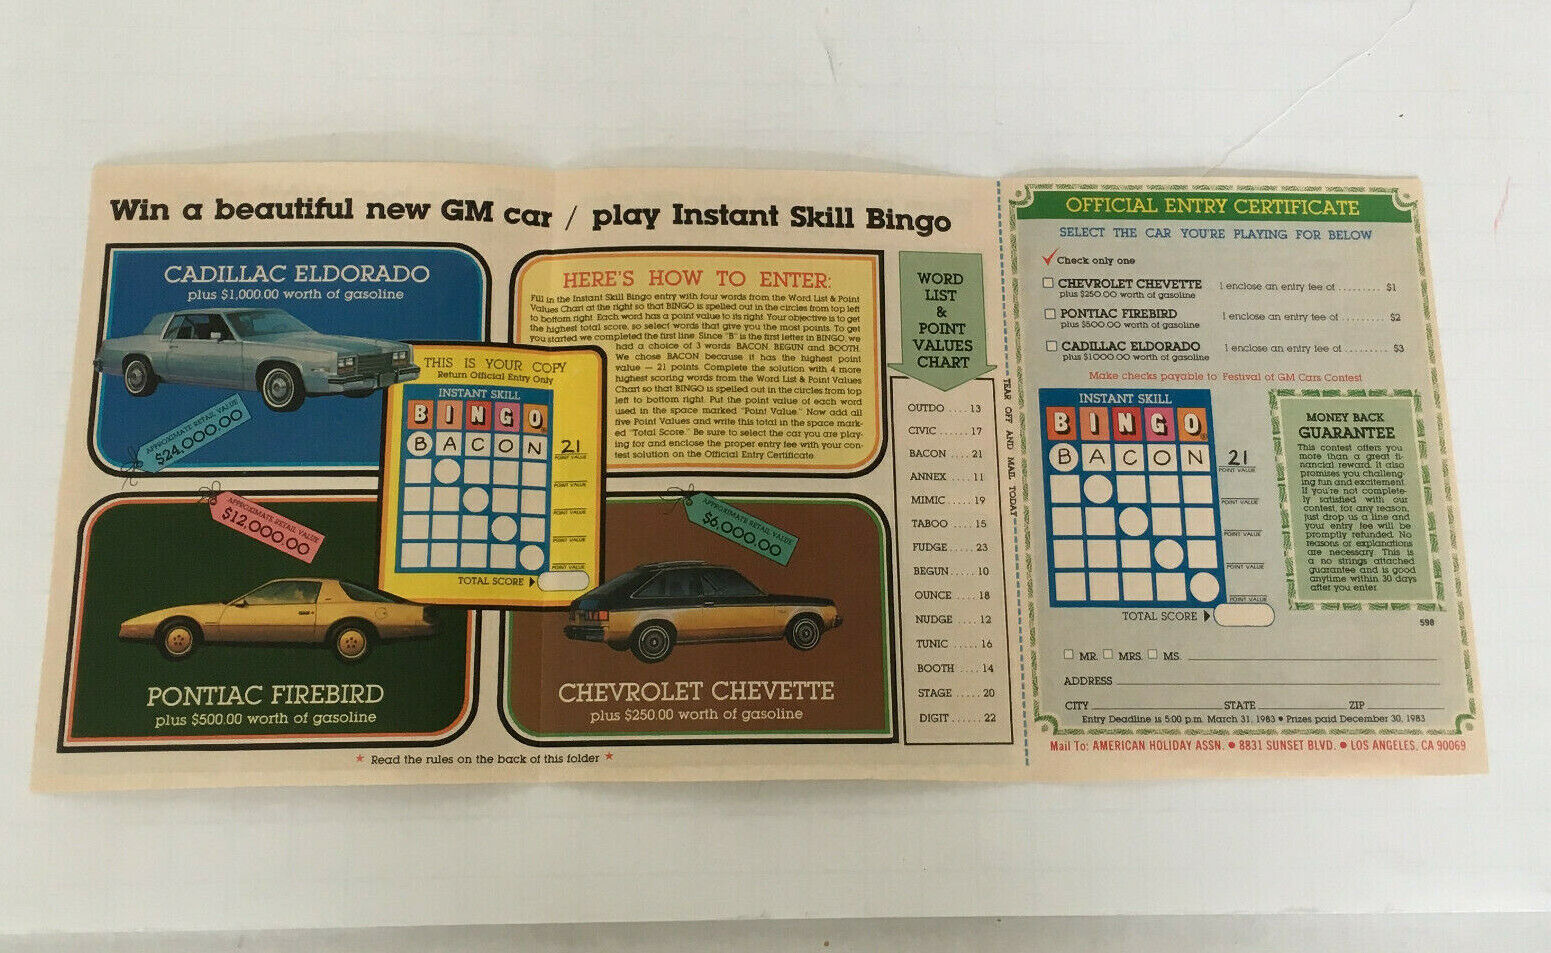 Win a beautiful new GM car / play Instant Skill Bingo
CADILLAC ELDORADO
plus $1,000.00 worth of gasoline
APPROXIMATE RETAIL VALUE
$24,000.00
HERE'S HOW TO ENTER:
Fill in the Instant Skill Bingo entry with four words from the Word List & Point
Values Chart at the right so that BINGO is spelled out in the circles from top left
to bottom right. Each word has a point value to its right. Your objective is to get
the highest total score, so select words that give you the most points. To get
you started we completed the first line. Since "B" is the first letter in BINGO, we
had a choice of 3 words BACON BEGUN and BOOTH.
We chose BACON because it has the highest point
value — 21 points. Complete the solution with 4 more
highest scoring words from the Word List & Point Values
Chart so that BINGO is spelled out in the circles from top
left to bottom right. Put the point value of each word
used in the space marked "Point Value." Now add all
five Point Values and write this total in the space mark-
ed "Total Score." Be sure to select the car you are play-
ing for and enclose the proper entry fee with your con-
test solution on the Official Entry Certificate.
THIS IS YOUR COPY
Return Official Entry Only
INSTANT SKILL
BINGO
BACON
21
POINT VALUE
POINT VALUE
POINT VALUE
POINT VALUE
POINT VALUE
TOTAL SCORE
APPROXIMATE RETAIL VALUE
$12,000.00
PONTIAC FIREBIRD
plus $500.00 worth of gasoline
APPROXIMATE RETAIL VALUE
$6,000.00
CHEVROLET CHEVETTE
plus $250.00 worth of gasoline
★ Read the rules on the back of this folder ★
WORD
LIST
&
POINT
VALUES
CHART
OUTDO .... 13
CIVIC ..... 17
BACON .... 21
ANNEX .... 11
MIMIC ..... 19
TABOO .... 15
FUDGE ..... 23
BEGUN ..... 10
OUNCE ..... 18
NUDGE .... 12
TUNIC ..... 16
BOOTH ..... 14
STAGE ..... 20
DIGIT ...... 22
TEAR OFF AND MAIL TODAY
OFFICIAL ENTRY CERTIFICATE
SELECT THE CAR YOU'RE PLAYING FOR BELOW
Check only one
CHEVROLET CHEVETTE I enclose an entry fee of ......... $1
plus $250.00 worth of gasoline
PONTIAC FIREBIRD I enclose an entry fee of ......... $2
plus $500.00 worth of gasoline
CADILLAC ELDORADO I enclose an entry fee of ......... $3
plus $1000.00 worth of gasoline
Make checks payable to Festival of GM Cars Contest
INSTANT SKILL
BINGO
BACON
21
POINT VALUE
POINT VALUE
POINT VALUE
POINT VALUE
POINT VALUE
TOTAL SCORE
MONEY BACK
GUARANTEE
This contest offers you
more than a great fi-
nancial reward. It also
promises you challeng-
ing fun and excitement.
If you're not complete-
ly satisfied with our
contest, for any reason,
just drop us a line and
your entry fee will be
promptly refunded. No
reasons or explanations
are necessary. This is
a no strings attached
guarantee and is good
anytime within 30 days
after you enter.
598
MR. MRS. MS.
ADDRESS
CITY STATE ZIP
Entry Deadline is 5:00 p.m. March 31, 1983 ● Prizes paid December 30, 1983
Mail To: AMERICAN HOLIDAY ASSN. ● 8831 SUNSET BLVD. ● LOS ANGELES, CA 90069